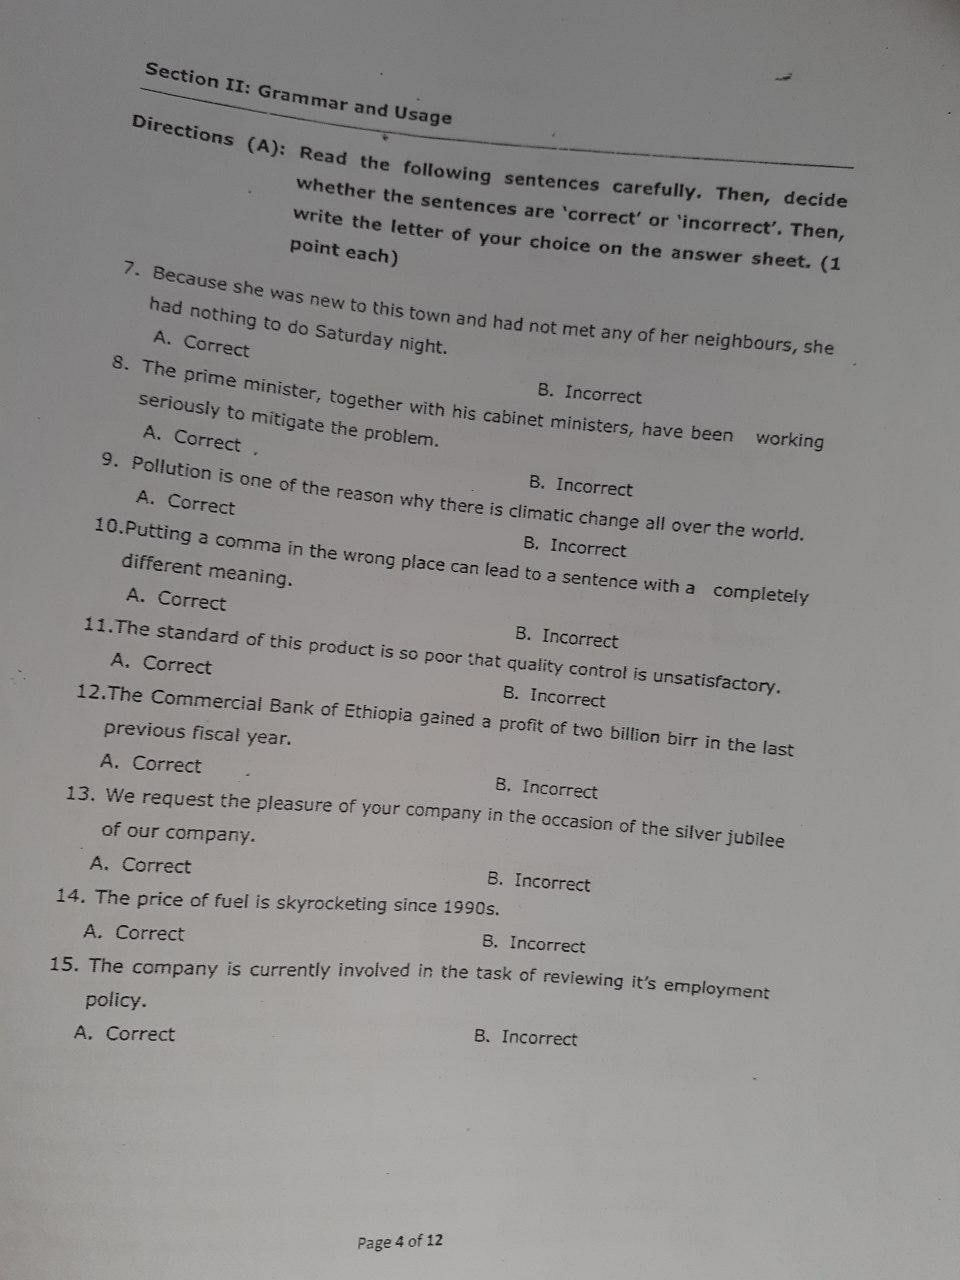 Section II: Grammar and Usage
Directions (A): Read the following sentences carefully. Then, decide
whether the sentences are 'correct' or 'incorrect'. Then,
write the letter of your choice on the answer sheet. (1
point each)
7. Because she was new to this town and had not met any of her neighbours, she
had nothing to do Saturday night.
A. Correct B. Incorrect
8. The prime minister, together with his cabinet ministers, have been working
seriously to mitigate the problem.
A. Correct B. Incorrect
9. Pollution is one of the reason why there is climatic change all over the world.
A. Correct B. Incorrect
10.Putting a comma in the wrong place can lead to a sentence with a completely
different meaning.
A. Correct B. Incorrect
11.The standard of this product is so poor that quality control is unsatisfactory.
A. Correct B. Incorrect
12.The Commercial Bank of Ethiopia gained a profit of two billion birr in the last
previous fiscal year.
A. Correct B. Incorrect
13. We request the pleasure of your company in the occasion of the silver jubilee
of our company.
A. Correct B. Incorrect
14. The price of fuel is skyrocketing since 1990s.
A. Correct B. Incorrect
15. The company is currently involved in the task of reviewing it's employment
policy.
A. Correct B. Incorrect
Page 4 of 12